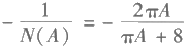 - 1/N(A) = - 2πA/πA + 8